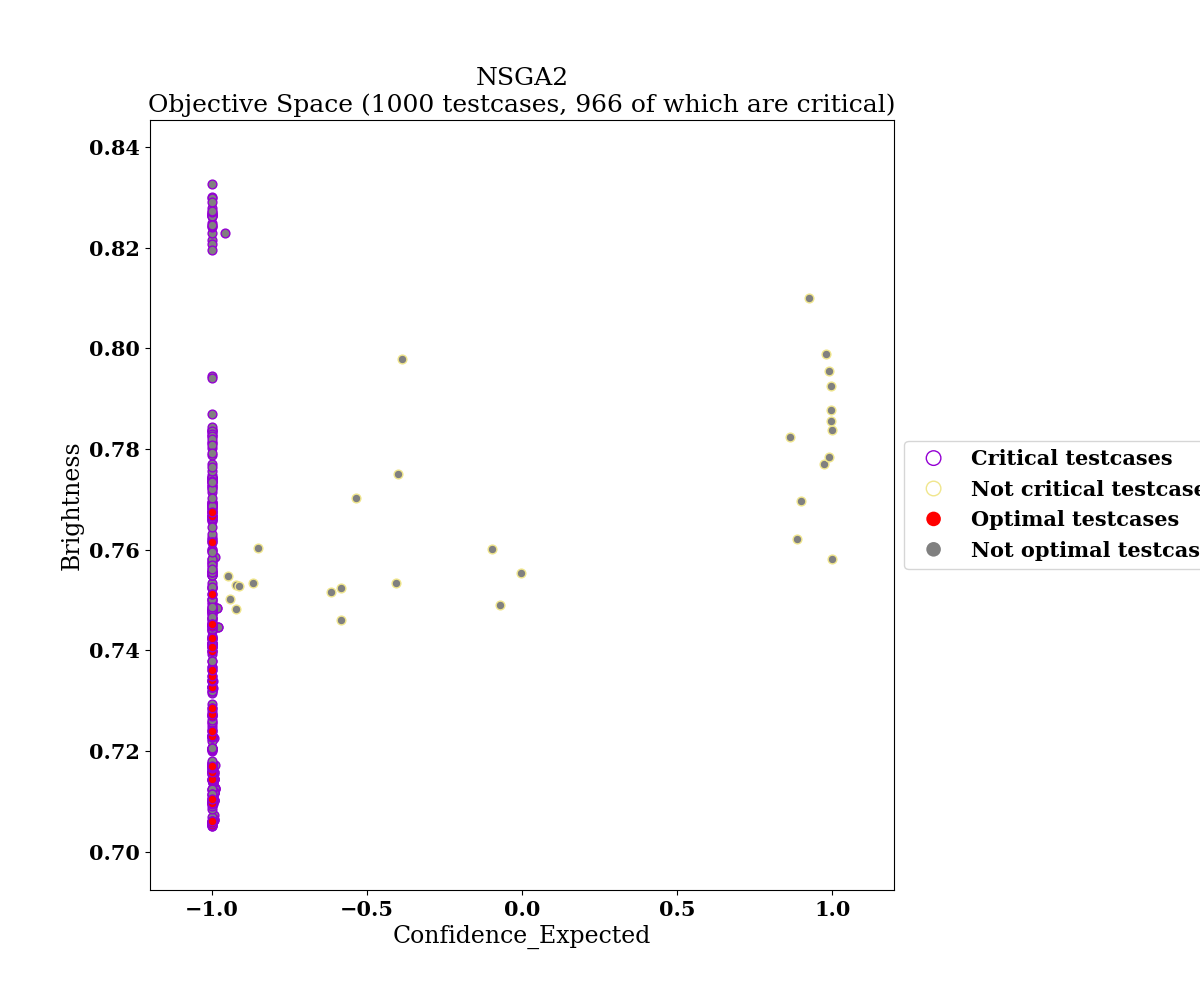 NSGA2
Objective Space (1000 testcases, 966 of which are critical)
0.84
0.82
0.80
0.78
0.76
0.74
0.72
0.70
Brightness
−1.0
−0.5
0.0
0.5
1.0
Confidence_Expected
Critical testcases
Not critical testcase
Optimal testcases
Not optimal testcas